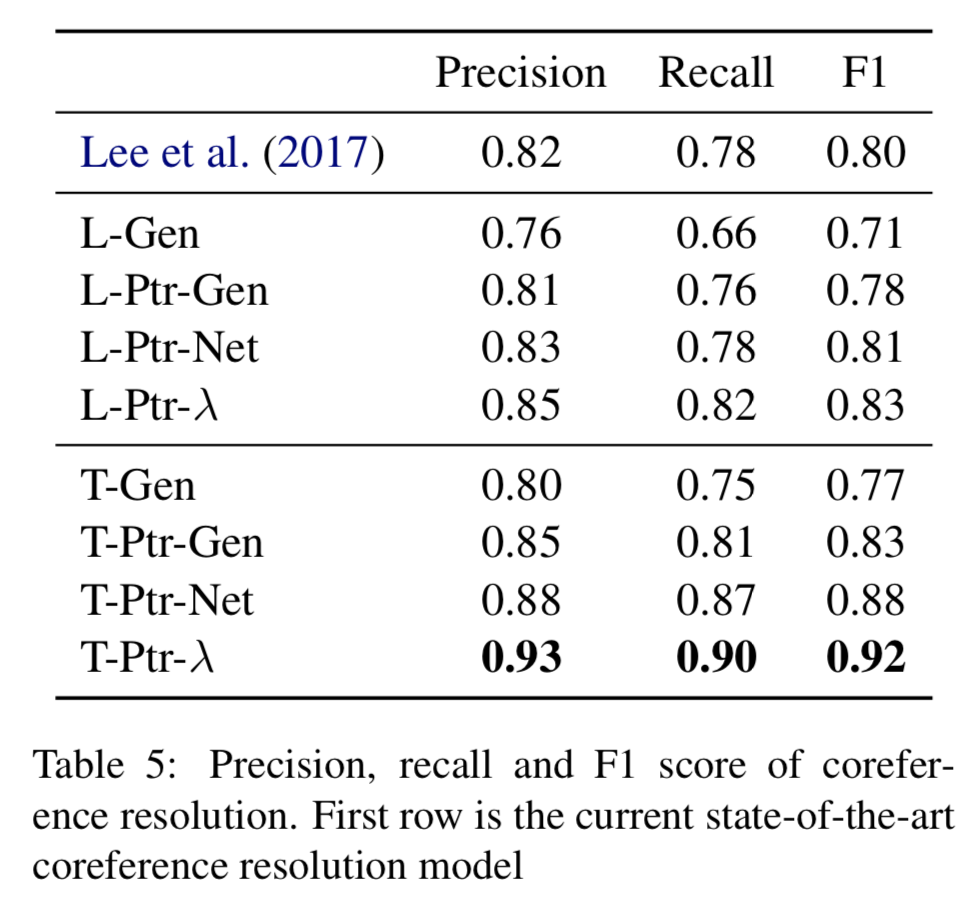 Precision Recall F1
Lee et al. (2017) 0.82 0.78 0.80
L-Gen 0.76 0.66 0.71
L-Ptr-Gen 0.81 0.76 0.78
L-Ptr-Net 0.83 0.78 0.81
L-Ptr-λ 0.85 0.82 0.83
T-Gen 0.80 0.75 0.77
T-Ptr-Gen 0.85 0.81 0.83
T-Ptr-Net 0.88 0.87 0.88
T-Ptr-λ 0.93 0.90 0.92
Table 5: Precision, recall and F1 score of corefer-
ence resolution. First row is the current state-of-the-art
coreference resolution model